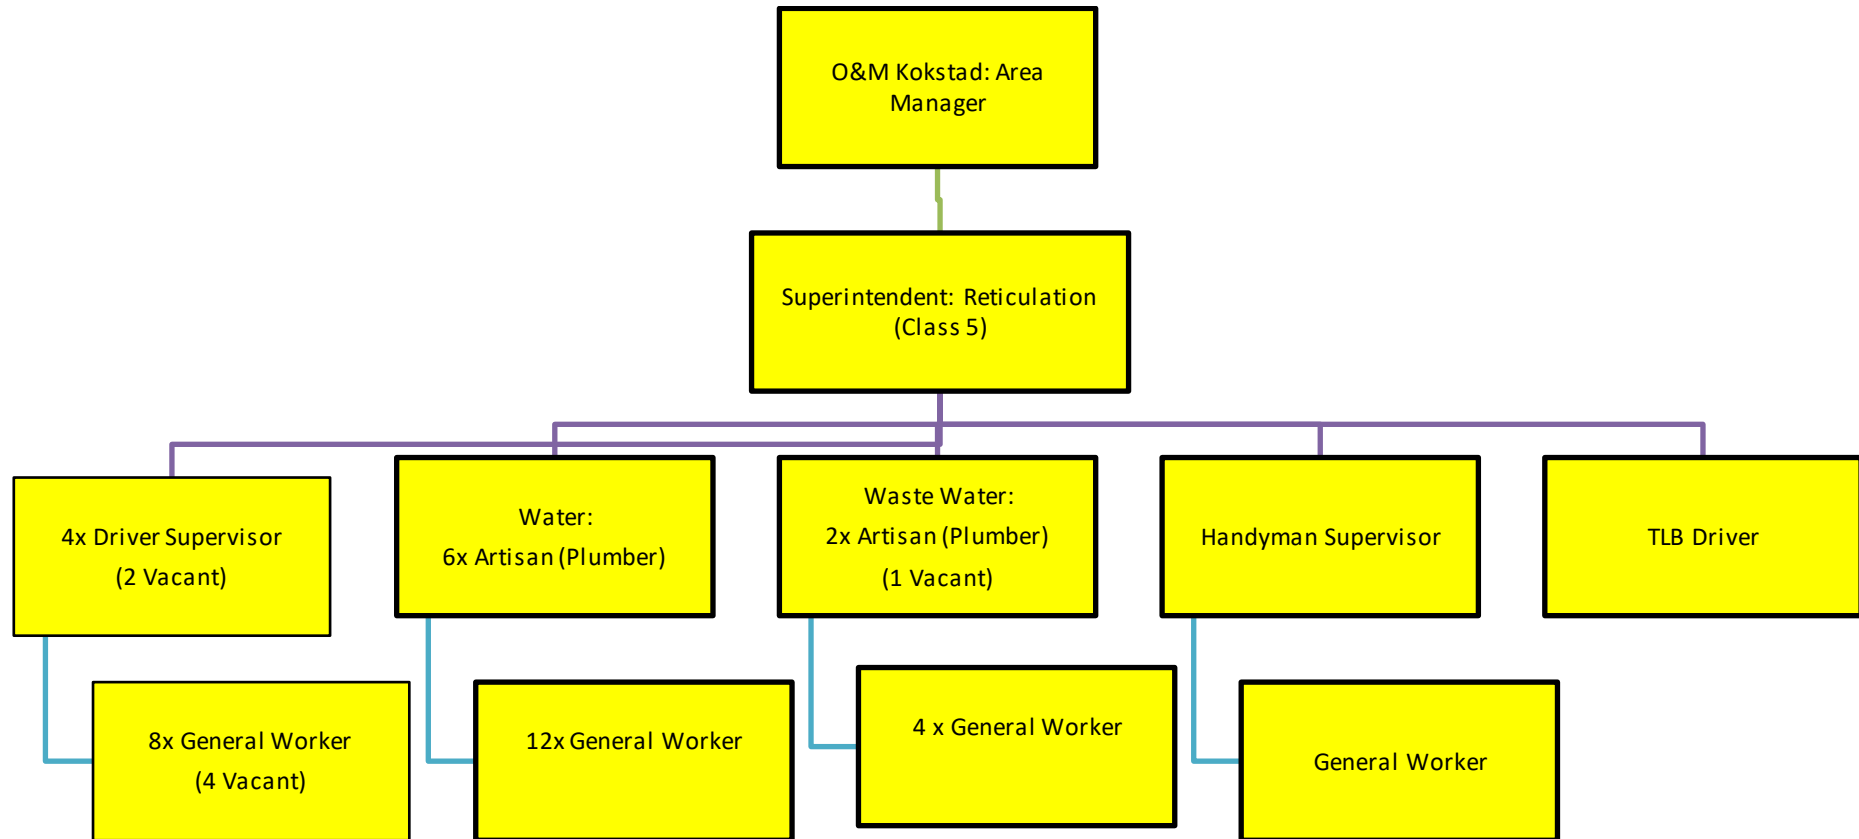 O&M Kokstad: Area
Manager
Superintendent: Reticulation
(Class 5)
4x Driver Supervisor
(2 Vacant)
Water:
6x Artisan (Plumber)
Waste Water:
2x Artisan (Plumber)
(1 Vacant)
Handyman Supervisor
TLB Driver
8x General Worker
(4 Vacant)
12x General Worker
4 x General Worker
General Worker